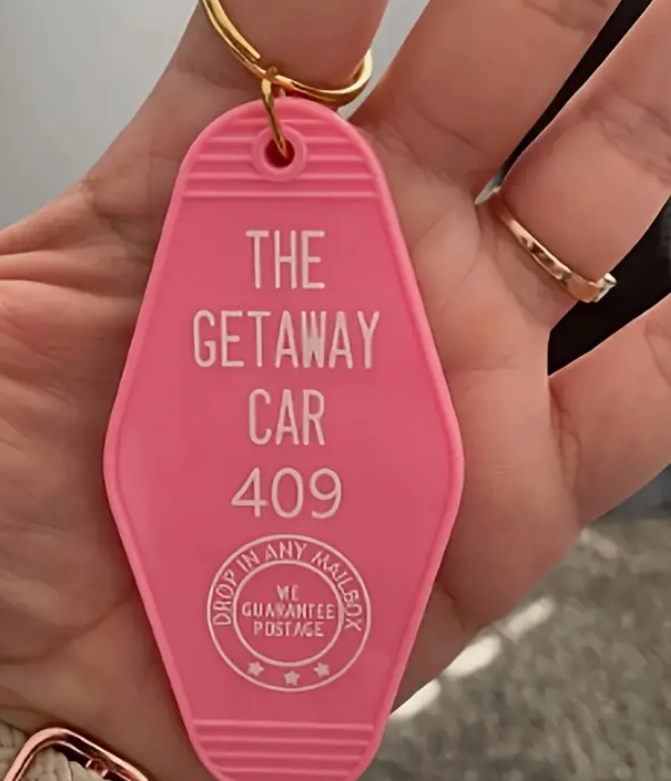 THE
GETAWAY
CAR
409
DROP IN ANY MAILBOX
WE
GUARANTEE
POSTAGE